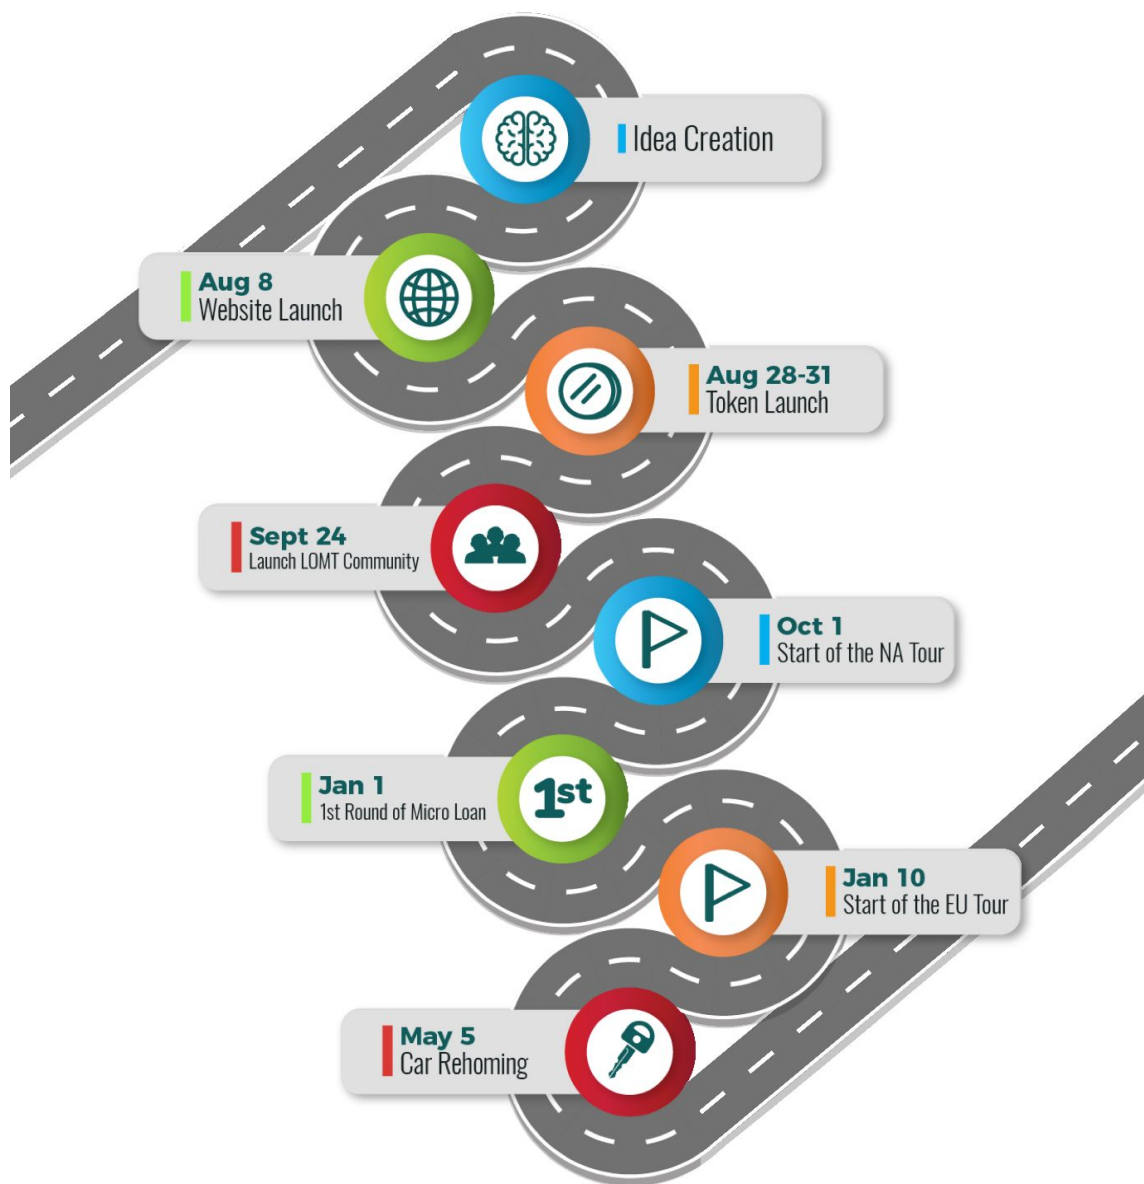 Idea Creation
Aug 8
Website Launch
Aug 28-31
Token Launch
Sept 24
Launch LOMT Community
Oct 1
Start of the NA Tour
Jan 1
1st Round of Micro Loan
1st
Jan 10
Start of the EU Tour
May 5
Car Rehoming